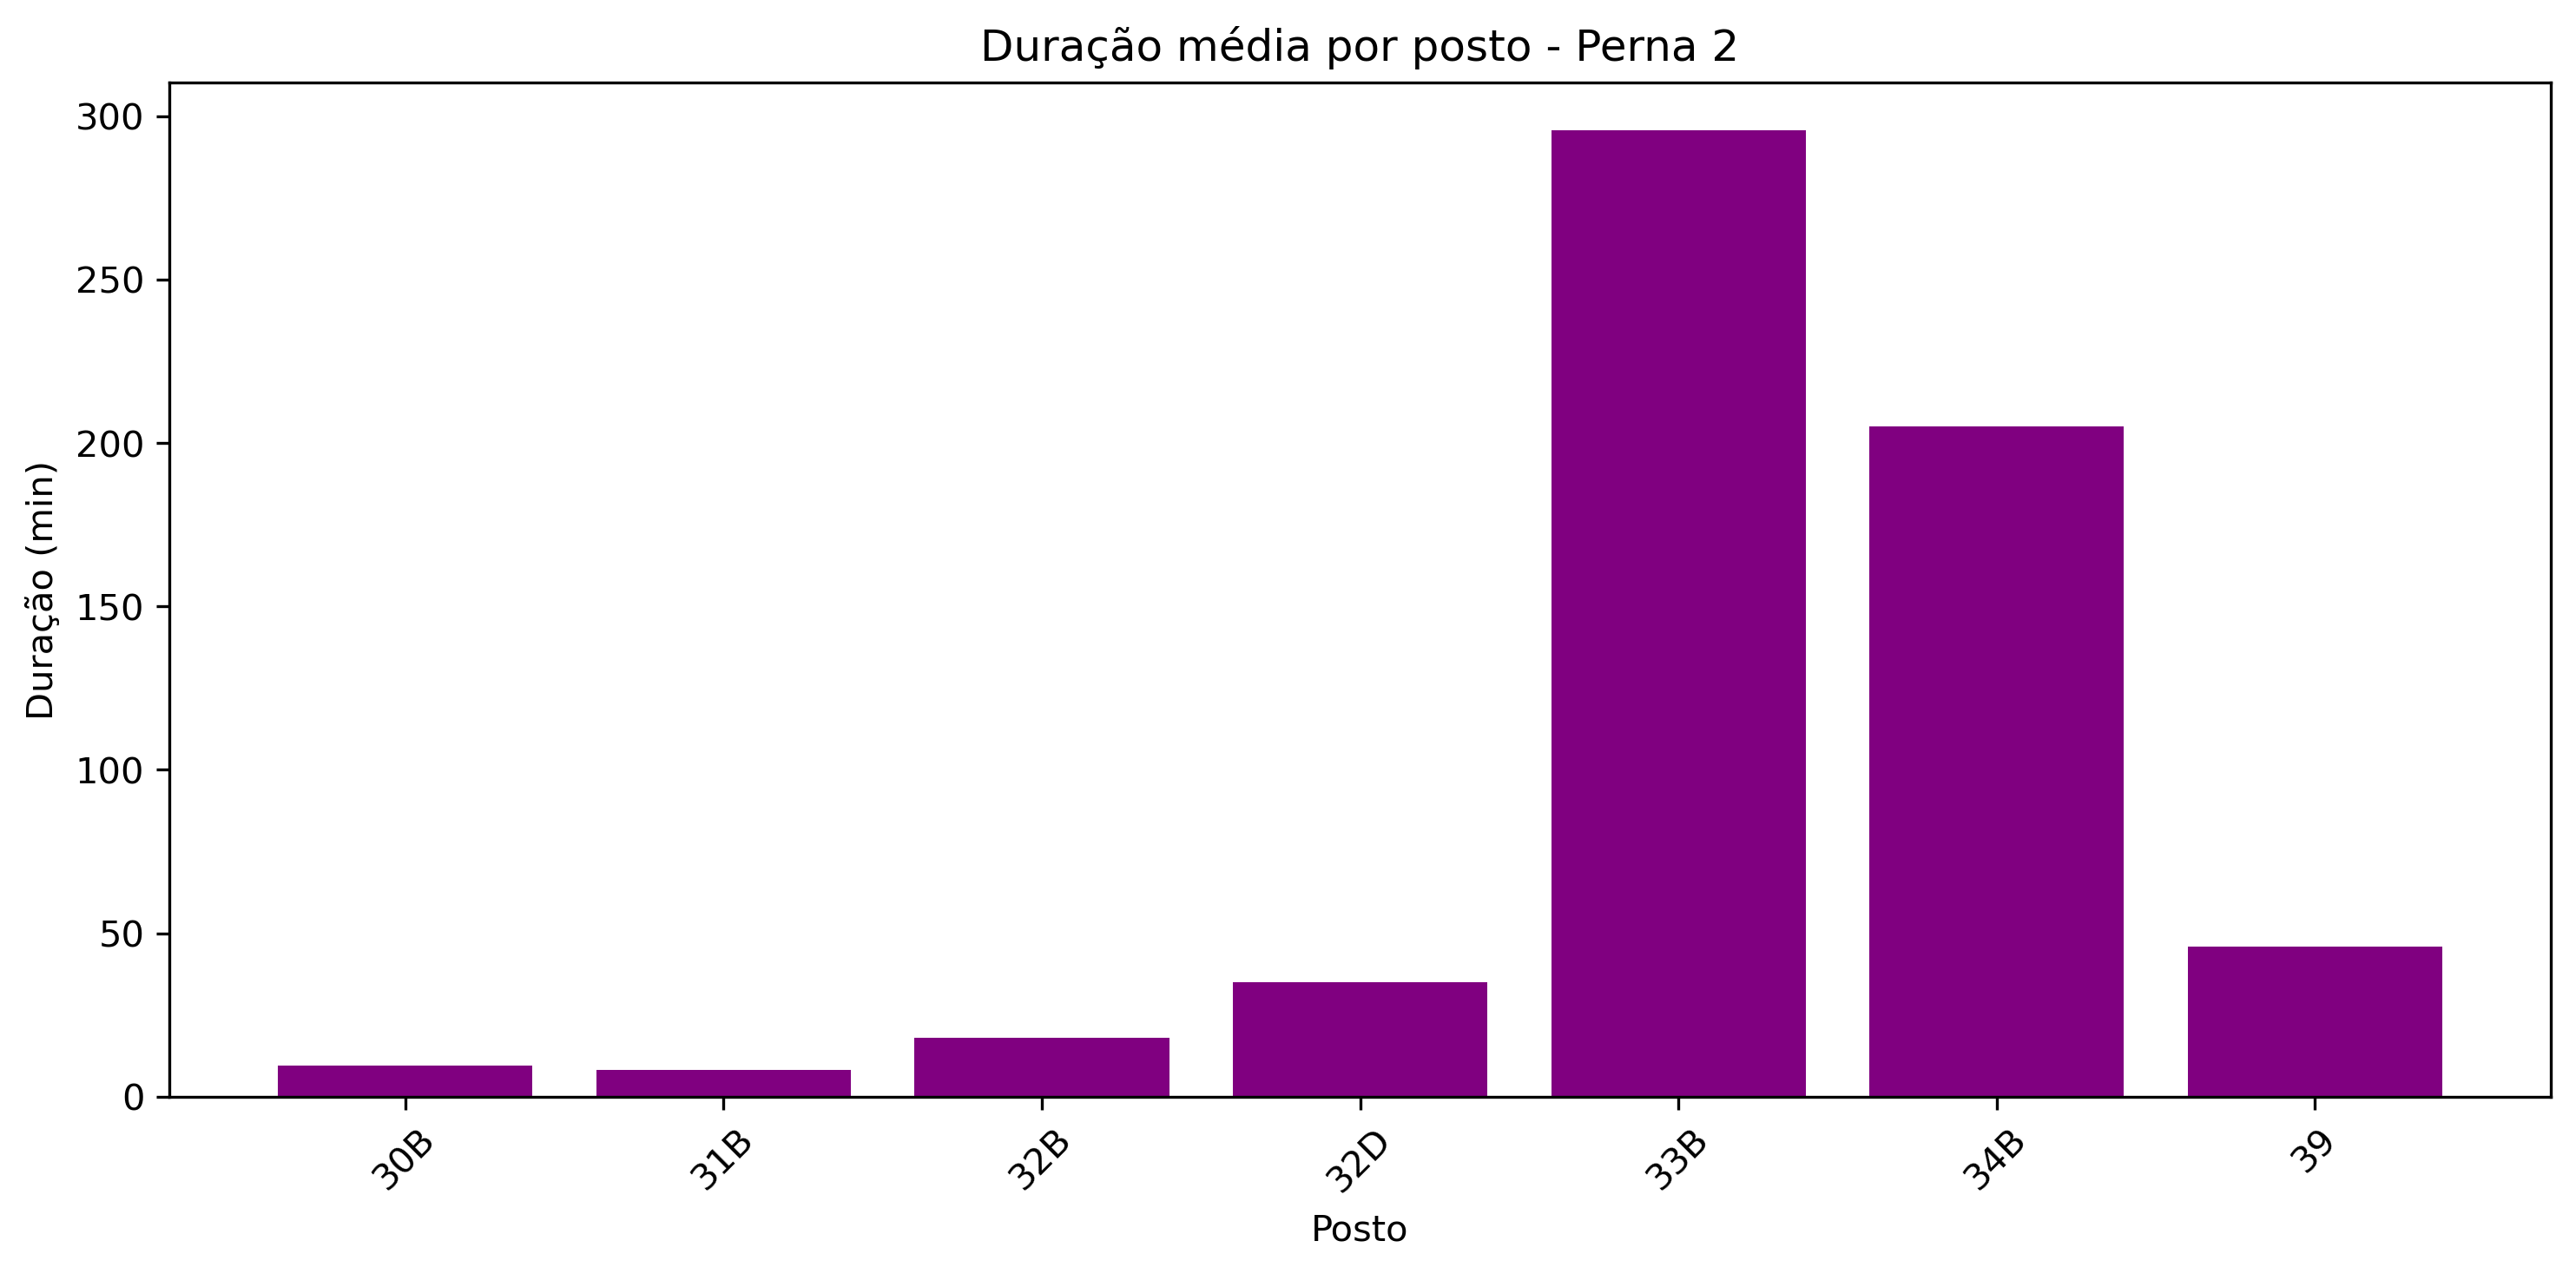 Duração média por posto - Perna 2
Duração (min)
300
250
200
150
100
50
0
30B
31B
32B
32D
33B
34B
39
Posto